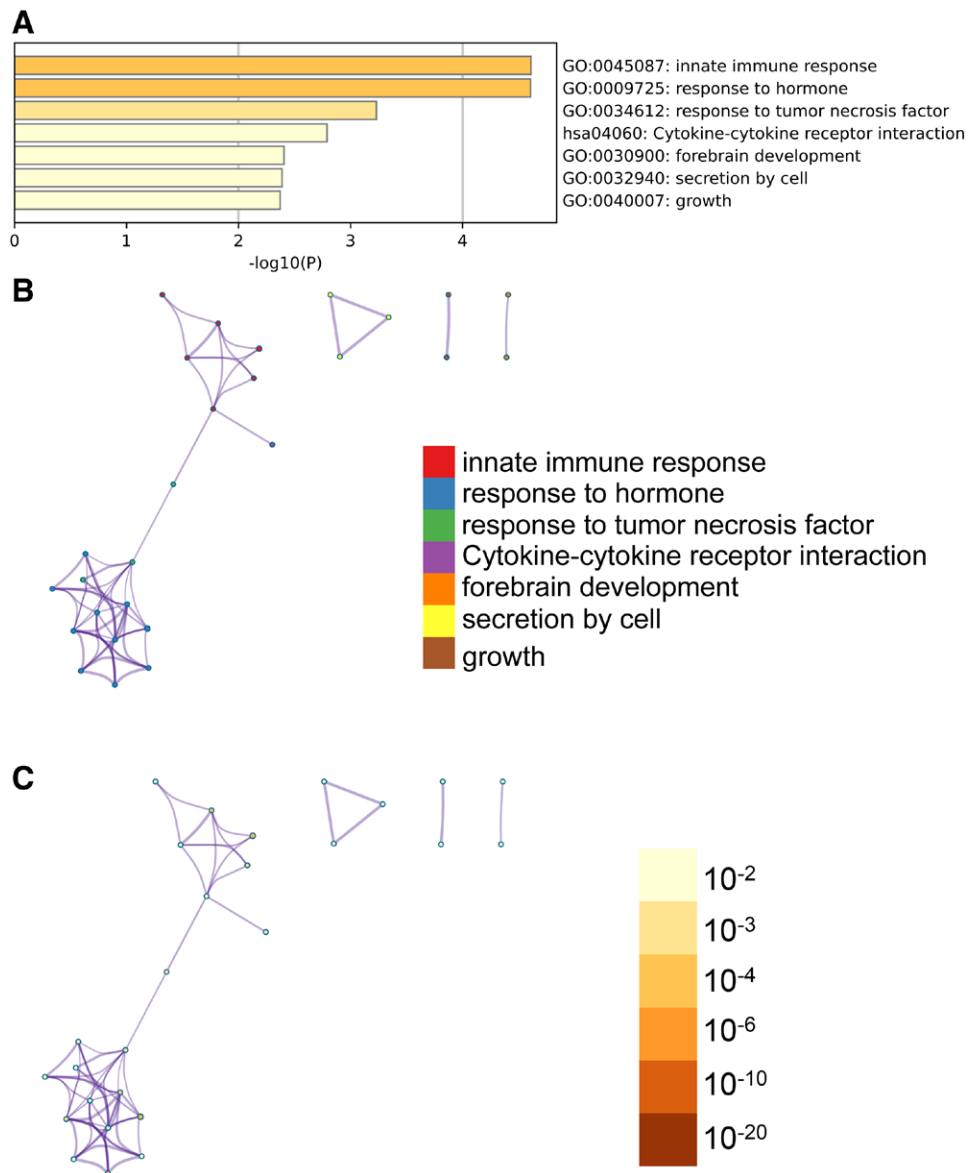 A
GO:0045087: innate immune response
GO:0009725: response to hormone
GO:0034612: response to tumor necrosis factor
hsa04060: Cytokine-cytokine receptor interaction
GO:0030900: forebrain development
GO:0032940: secretion by cell
GO:0040007: growth
0 1 2 3 4
-log10(P)
B
innate immune response
response to hormone
response to tumor necrosis factor
Cytokine-cytokine receptor interaction
forebrain development
secretion by cell
growth
C
10-2
10-3
10-4
10-6
10-10
10-20